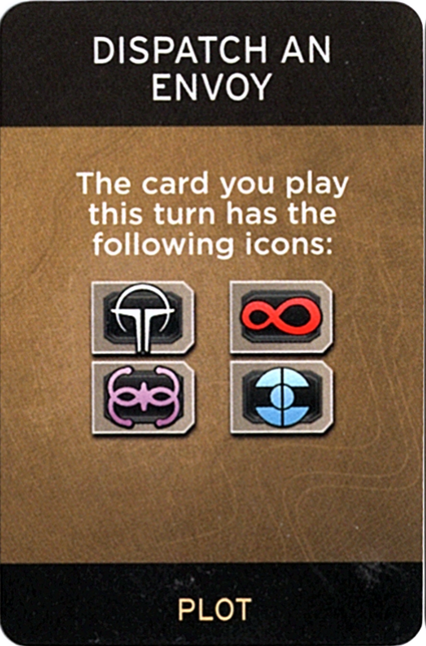 DISPATCH AN
ENVOY
The card you play
this turn has the
following icons:
PLOT